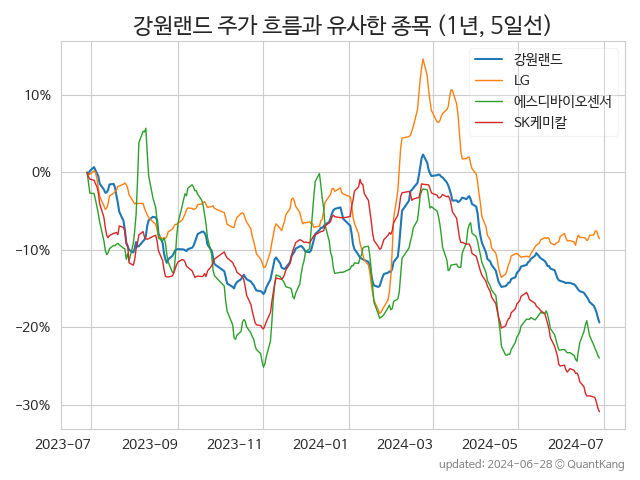 강원랜드 주가 흐름과 유사한 종목 (1년, 5일선)
강원랜드
LG
에스디바이오센서
SK케미칼
10%
0%
−10%
−20%
−30%
2023-07 2023-09 2023-11 2024-01 2024-03 2024-05 2024-07
updated: 2024-06-28 © QuantKang